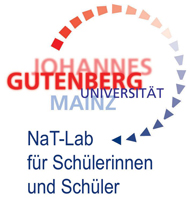 JOHANNES
GUTENBERG
UNIVERSITÄT
MAINZ
NaT-Lab
für Schülerinnen
und Schüler